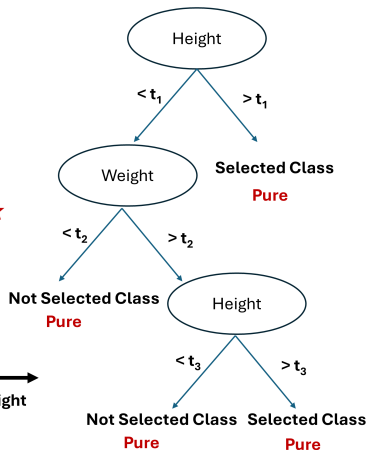 Height
< t₁
> t₁
Selected Class
Pure
Weight
< t₂
> t₂
Not Selected Class
Pure
Height
< t₃
> t₃
Not Selected Class
Selected Class
Pure
Pure